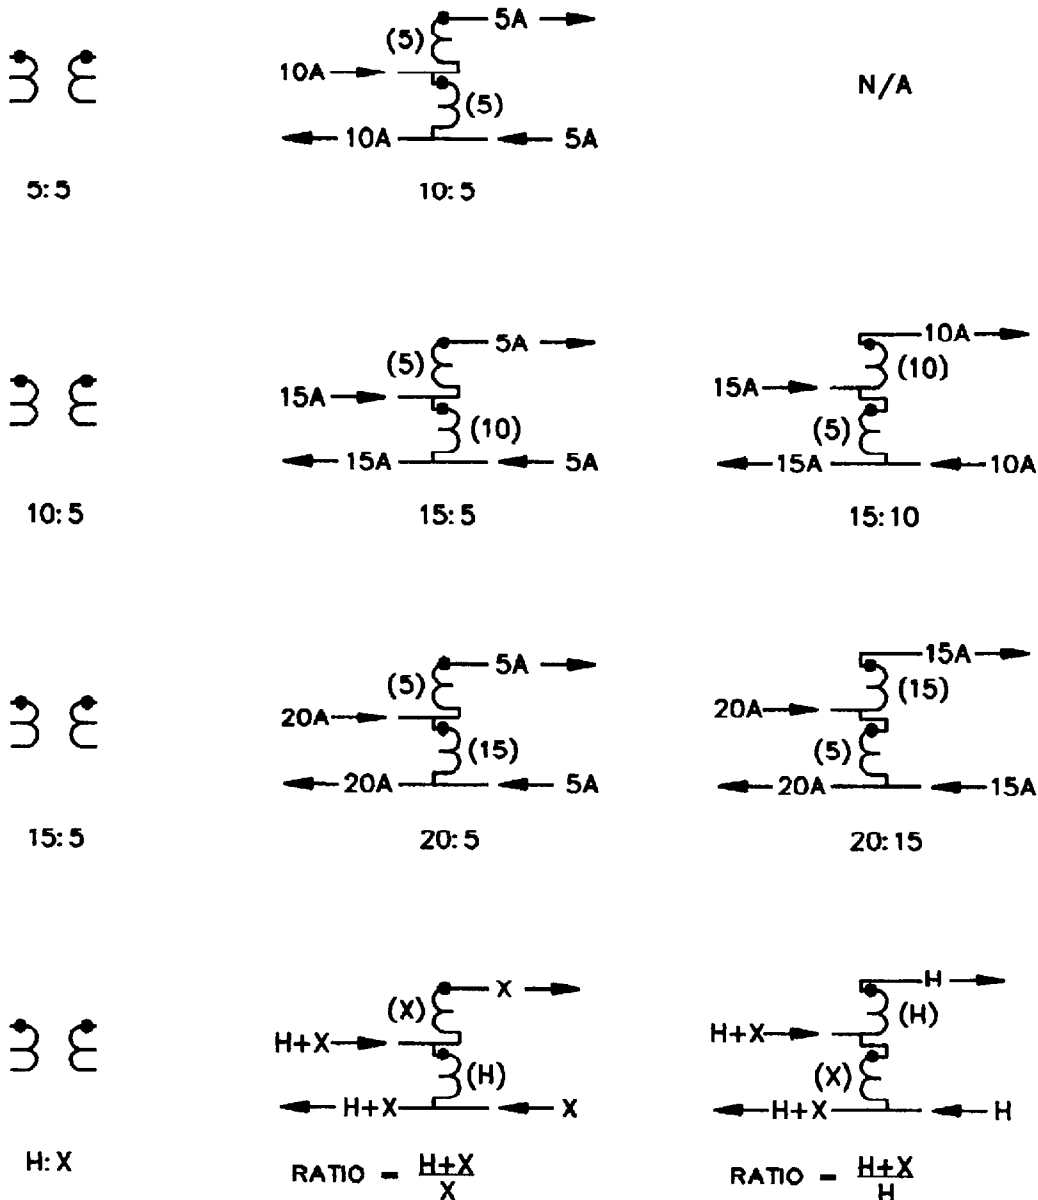 5A
(5)
10A
(5)
10A 5A
5:5 10:5
N/A
5A
(5)
15A
(10)
15A 5A
10:5 15:5
10A
(10)
15A
(5)
15A 10A
15:10
5A
(5)
20A
(15)
20A 5A
15:5 20:5
15A
(15)
20A
(5)
20A 15A
20:15
X
(X)
H+X
(H)
H+X X
H:X
RATIO = H+X
X
H
(H)
H+X
(X)
H+X H
RATIO = H+X
H